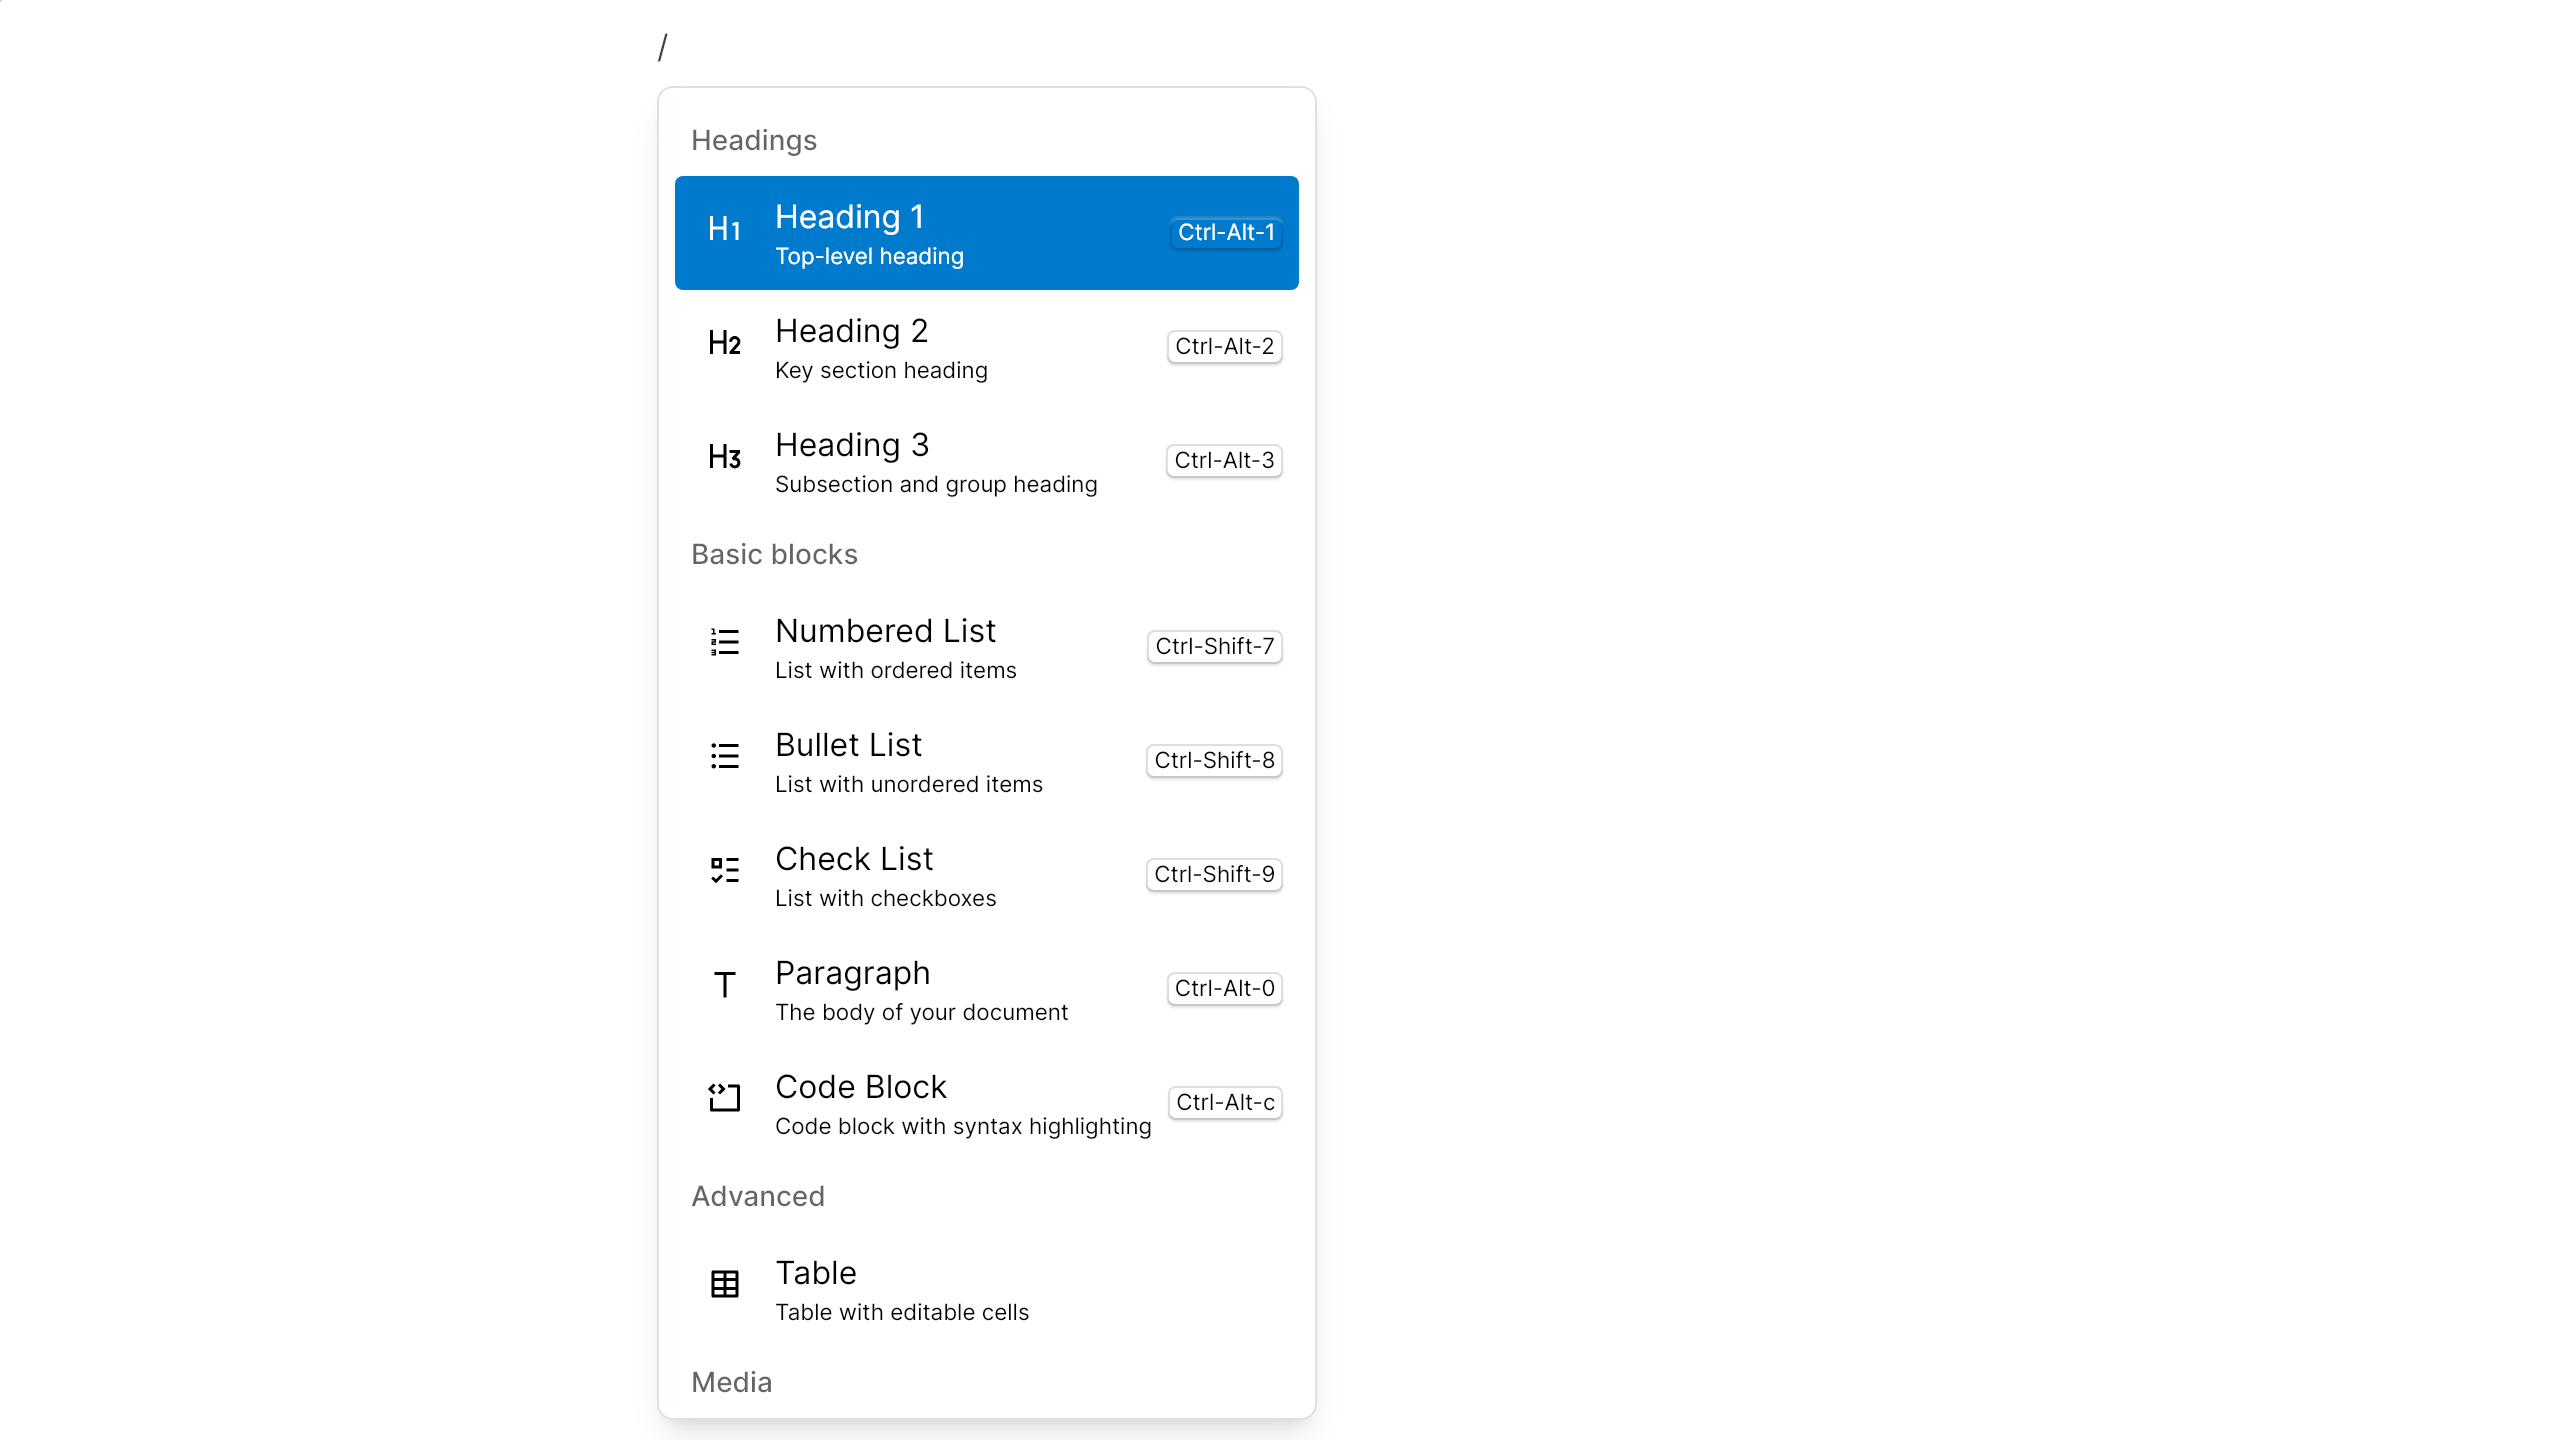 /
Headings
H1 Heading 1 Ctrl-Alt-1
Top-level heading
H2 Heading 2 Ctrl-Alt-2
Key section heading
H3 Heading 3 Ctrl-Alt-3
Subsection and group heading
Basic blocks
Numbered List Ctrl-Shift-7
List with ordered items
Bullet List Ctrl-Shift-8
List with unordered items
Check List Ctrl-Shift-9
List with checkboxes
T Paragraph Ctrl-Alt-0
The body of your document
Code Block Ctrl-Alt-c
Code block with syntax highlighting
Advanced
Table
Table with editable cells
Media